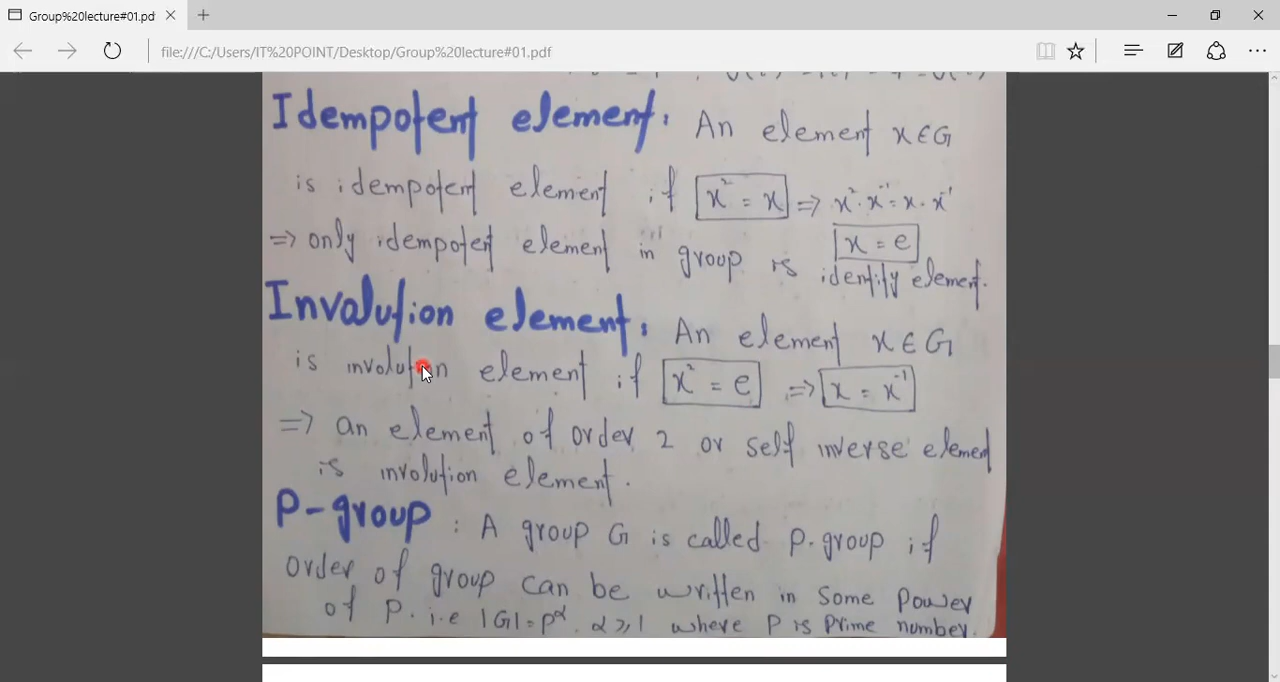 Group%20lecture#01.pd
file:///C:/Users/IT%20POINT/Desktop/Group%20lecture#01.pdf
Idempotent element: An element x∈G
is idempotent element if x² = x ⇒ x²·x⁻¹ = x·x⁻¹
x = e
⇒ only idempotent element in group is identity element.
Invalution element: An element x∈G
is involution element if x² = e ⇒ x = x⁻¹
⇒ an element of order 2 or self inverse element
is involution element.
P-group : A group G is called P-group if
order of group can be written in some power
of P. i.e |G| = p^α. α ≥ 1 where P is Prime number.